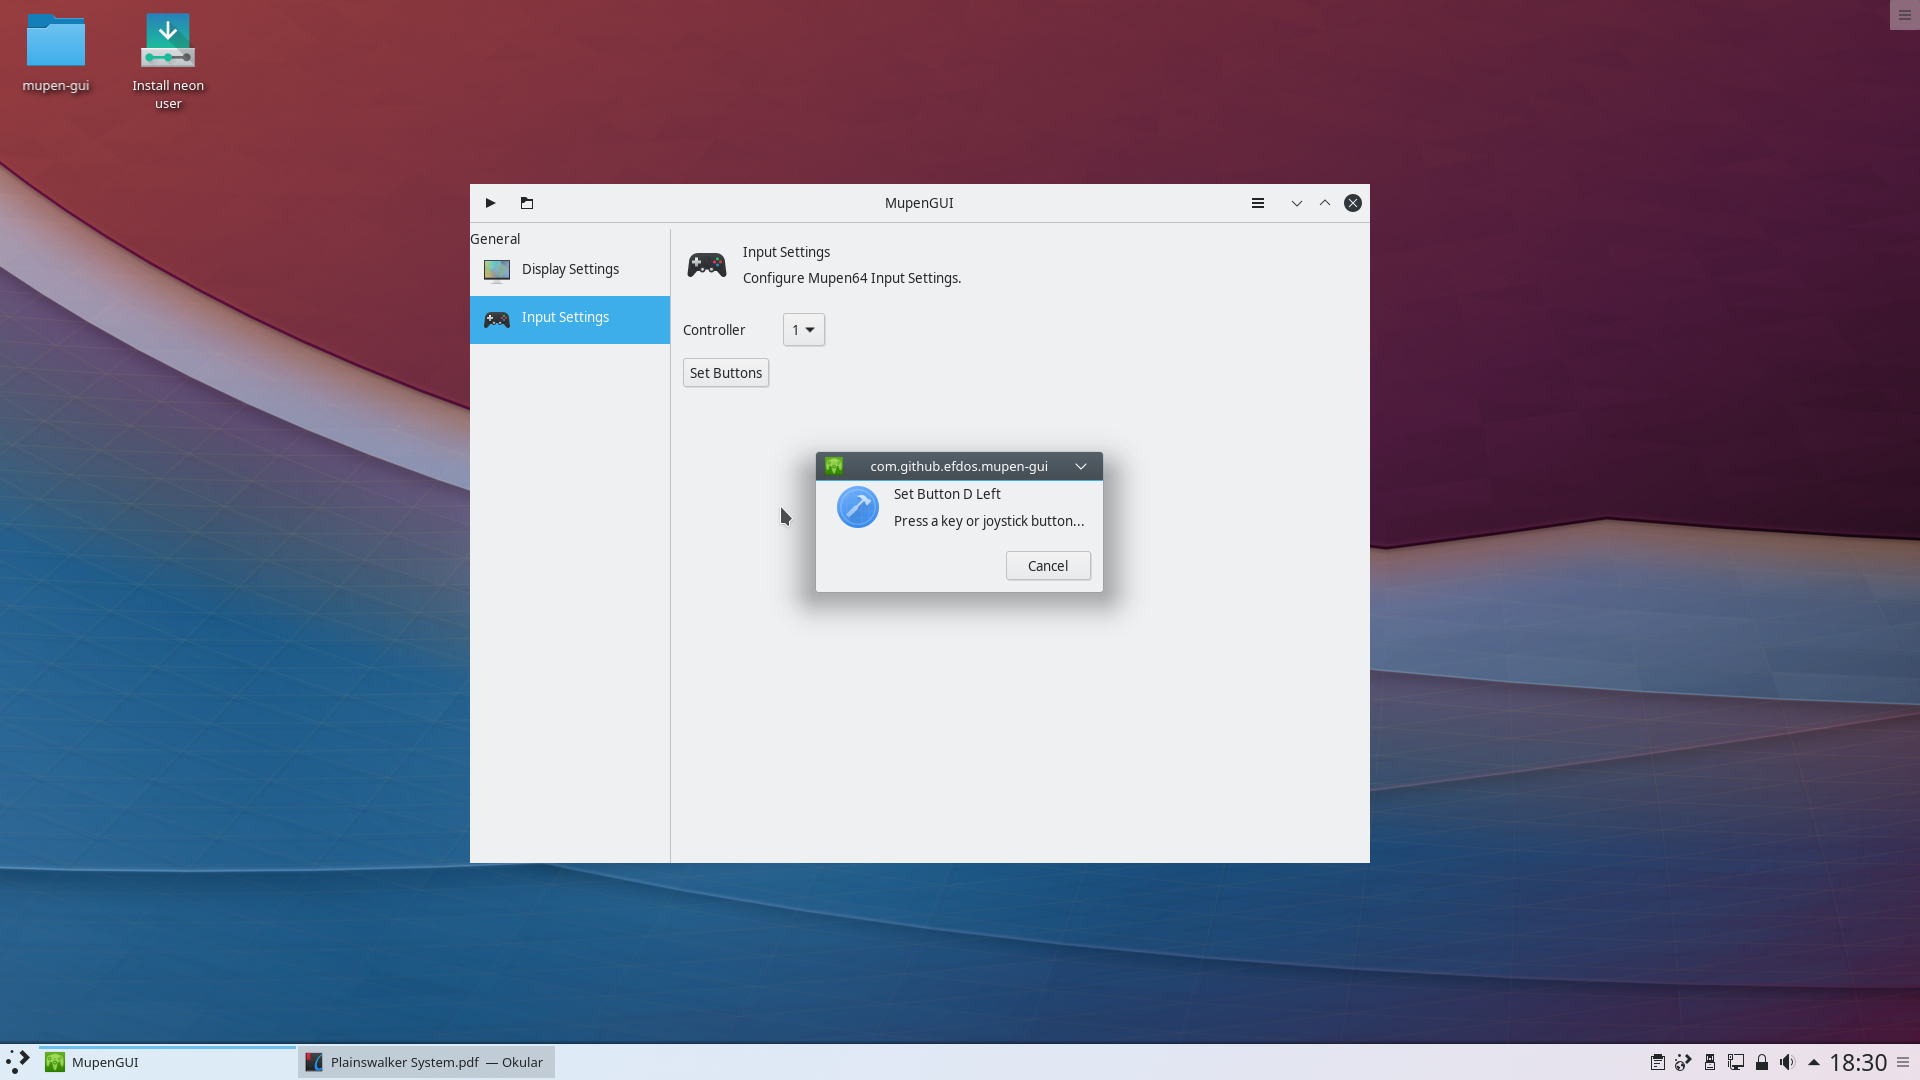 mupen-gui
Install neon
user
MupenGUI
General
Display Settings
Input Settings
Input Settings
Configure Mupen64 Input Settings.
Controller
1
Set Buttons
com.github.efdos.mupen-gui
Set Button D Left
Press a key or joystick button...
Cancel
MupenGUI
Plainswalker System.pdf — Okular
18:30